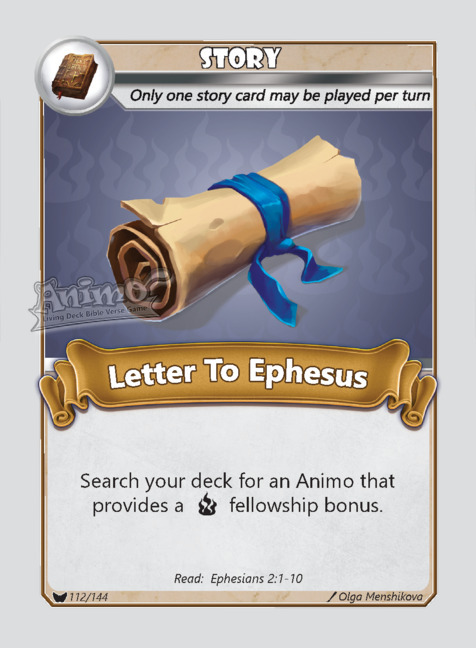 STORY
Only one story card may be played per turn
Animos
Living Deck Bible Verse Game
Letter To Ephesus
Search your deck for an Animo that
provides a fellowship bonus.
Read: Ephesians 2:1-10
112/144 Olga Menshikova